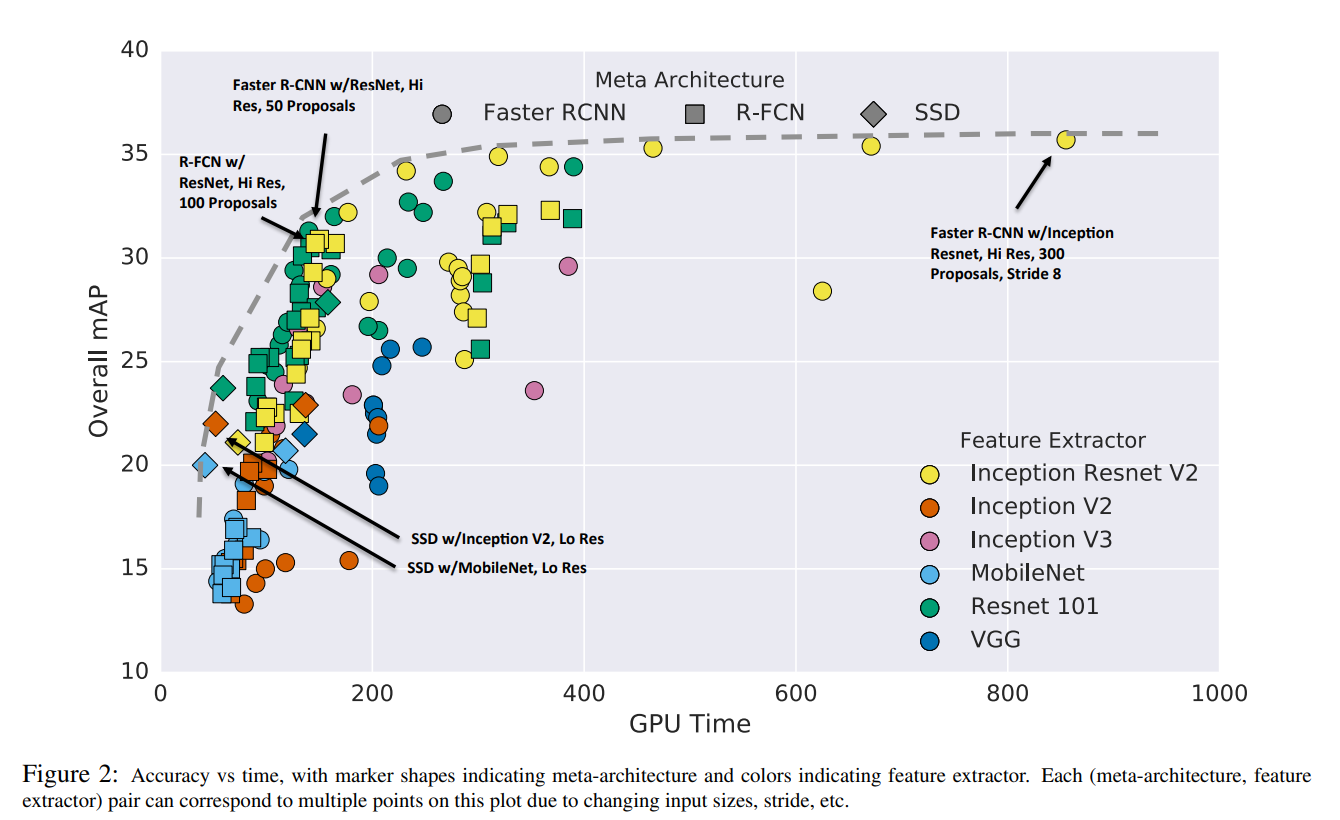 40
35
30
25
20
15
10
Overall mAP
0
200
400
600
800
1000
GPU Time
Meta Architecture
Faster RCNN
R-FCN
SSD
Faster R-CNN w/ResNet, Hi
Res, 50 Proposals
R-FCN w/
ResNet, Hi Res,
100 Proposals
Faster R-CNN w/Inception
Resnet, Hi Res, 300
Proposals, Stride 8
SSD w/Inception V2, Lo Res
SSD w/MobileNet, Lo Res
Feature Extractor
Inception Resnet V2
Inception V2
Inception V3
MobileNet
Resnet 101
VGG
Figure 2: Accuracy vs time, with marker shapes indicating meta-architecture and colors indicating feature extractor. Each (meta-architecture, feature
extractor) pair can correspond to multiple points on this plot due to changing input sizes, stride, etc.